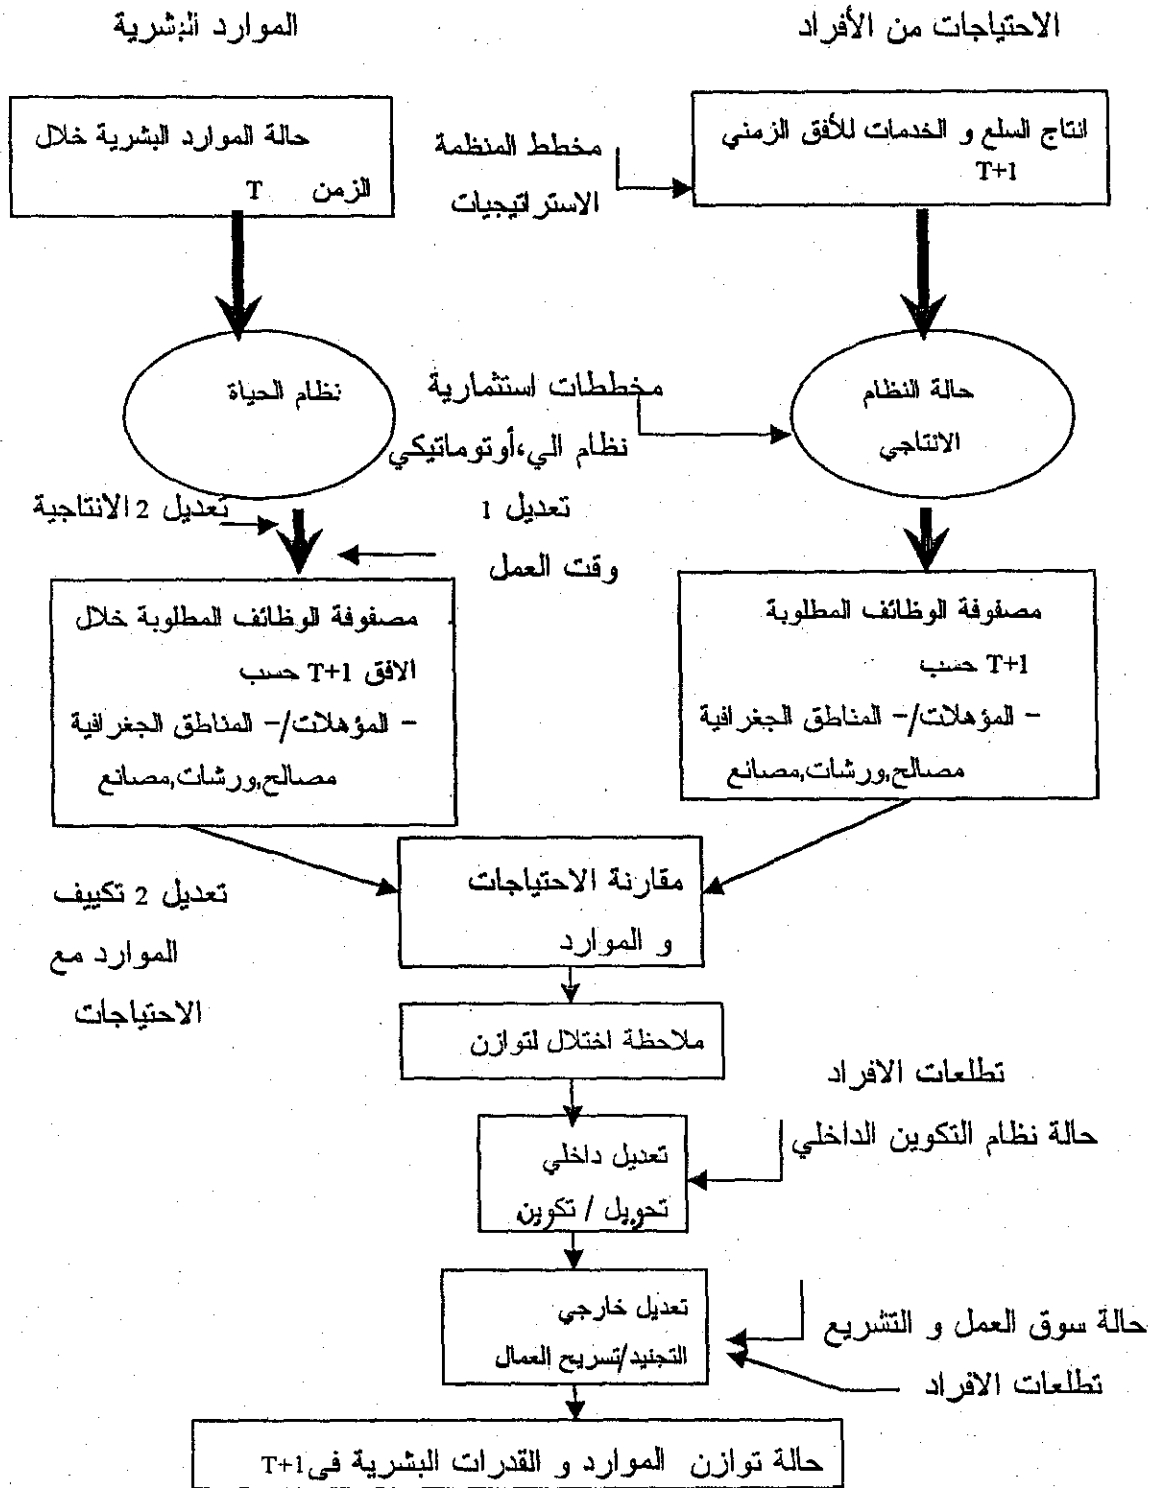 الاحتياجات من الأفراد
الموارد البشرية
انتاج السلع و الخدمات للأفق الزمني
T+1
مخطط المنظمة
الاستراتيجيات
حالة الموارد البشرية خلال
الزمن T
حالة النظام
الانتاجي
مخططات استثمارية
نظام الي،أوتوماتيكي
نظام الحياة
تعديل 1
وقت العمل
تعديل 2 الانتاجية
مصفوفة الوظائف المطلوبة
T+1 حسب
- المؤهلات/- المناطق الجغرافية
مصالح,ورشات,مصانع
مصفوفة الوظائف المطلوبة خلال
الافق T+1 حسب
- المؤهلات/- المناطق الجغرافية
مصالح,ورشات,مصانع
مقارنة الاحتياجات
و الموارد
تعديل 2 تكييف
الموارد مع
الاحتياجات
ملاحظة اختلال لتوازن
تطلعات الافراد
حالة نظام التكوين الداخلي
تعديل داخلي
تحويل / تكوين
تعديل خارجي
التجنيد/تسريح العمال
حالة سوق العمل و التشريع
تطلعات الافراد
حالة توازن الموارد و القدرات البشرية في T+1